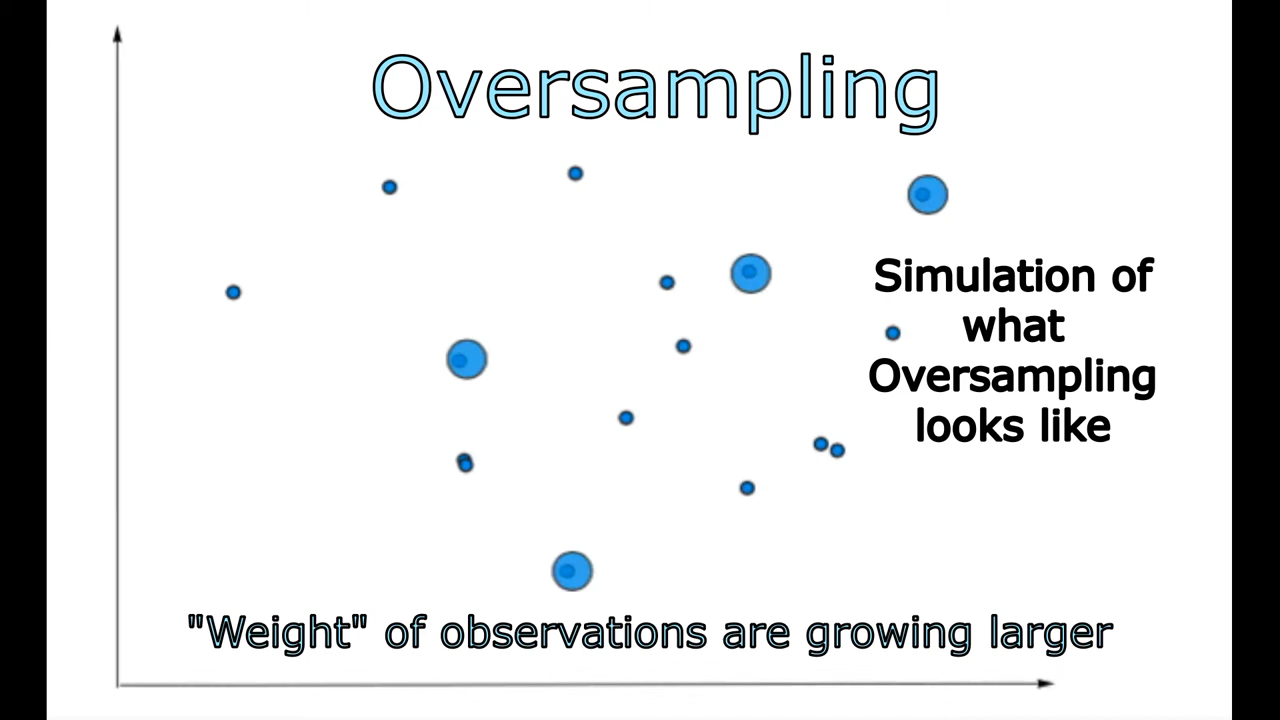 Oversampling
Simulation of
what
Oversampling
looks like
"Weight" of observations are growing larger